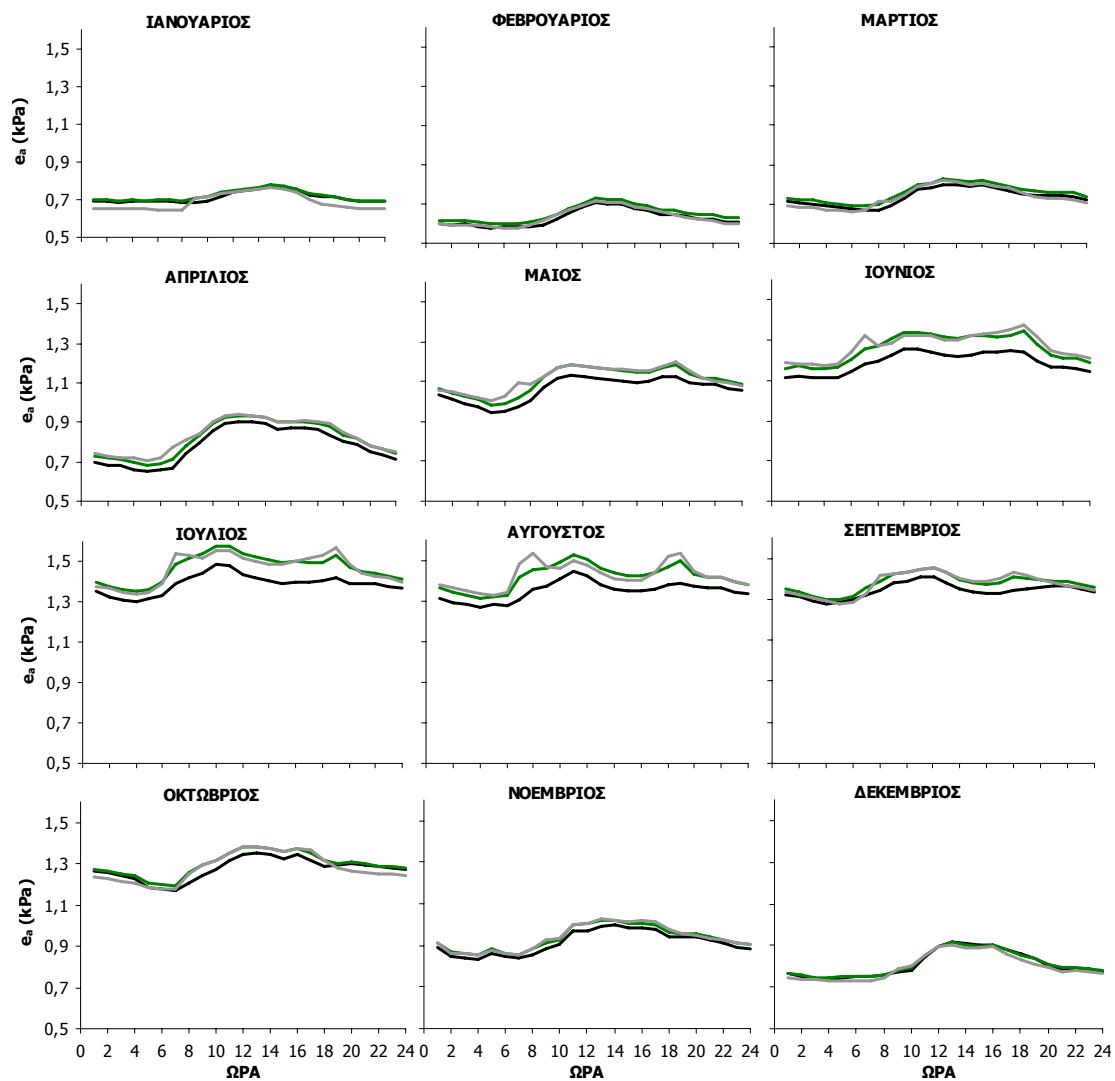 ΙΑΝΟΥΑΡΙΟΣ ΦΕΒΡΟΥΑΡΙΟΣ ΜΑΡΤΙΟΣ
1,5
1,3
1,1
0,9
0,7
0,5
eₐ (kPa)
ΑΠΡΙΛΙΟΣ ΜΑΙΟΣ ΙΟΥΝΙΟΣ
1,5
1,3
1,1
0,9
0,7
0,5
eₐ (kPa)
ΙΟΥΛΙΟΣ ΑΥΓΟΥΣΤΟΣ ΣΕΠΤΕΜΒΡΙΟΣ
1,5
1,3
1,1
0,9
0,7
0,5
eₐ (kPa)
ΟΚΤΩΒΡΙΟΣ ΝΟΕΜΒΡΙΟΣ ΔΕΚΕΜΒΡΙΟΣ
1,5
1,3
1,1
0,9
0,7
0,5
eₐ (kPa)
0 2 4 6 8 10 12 14 16 18 20 22 24 0 2 4 6 8 10 12 14 16 18 20 22 24 0 2 4 6 8 10 12 14 16 18 20 22 24
ΩΡΑ ΩΡΑ ΩΡΑ